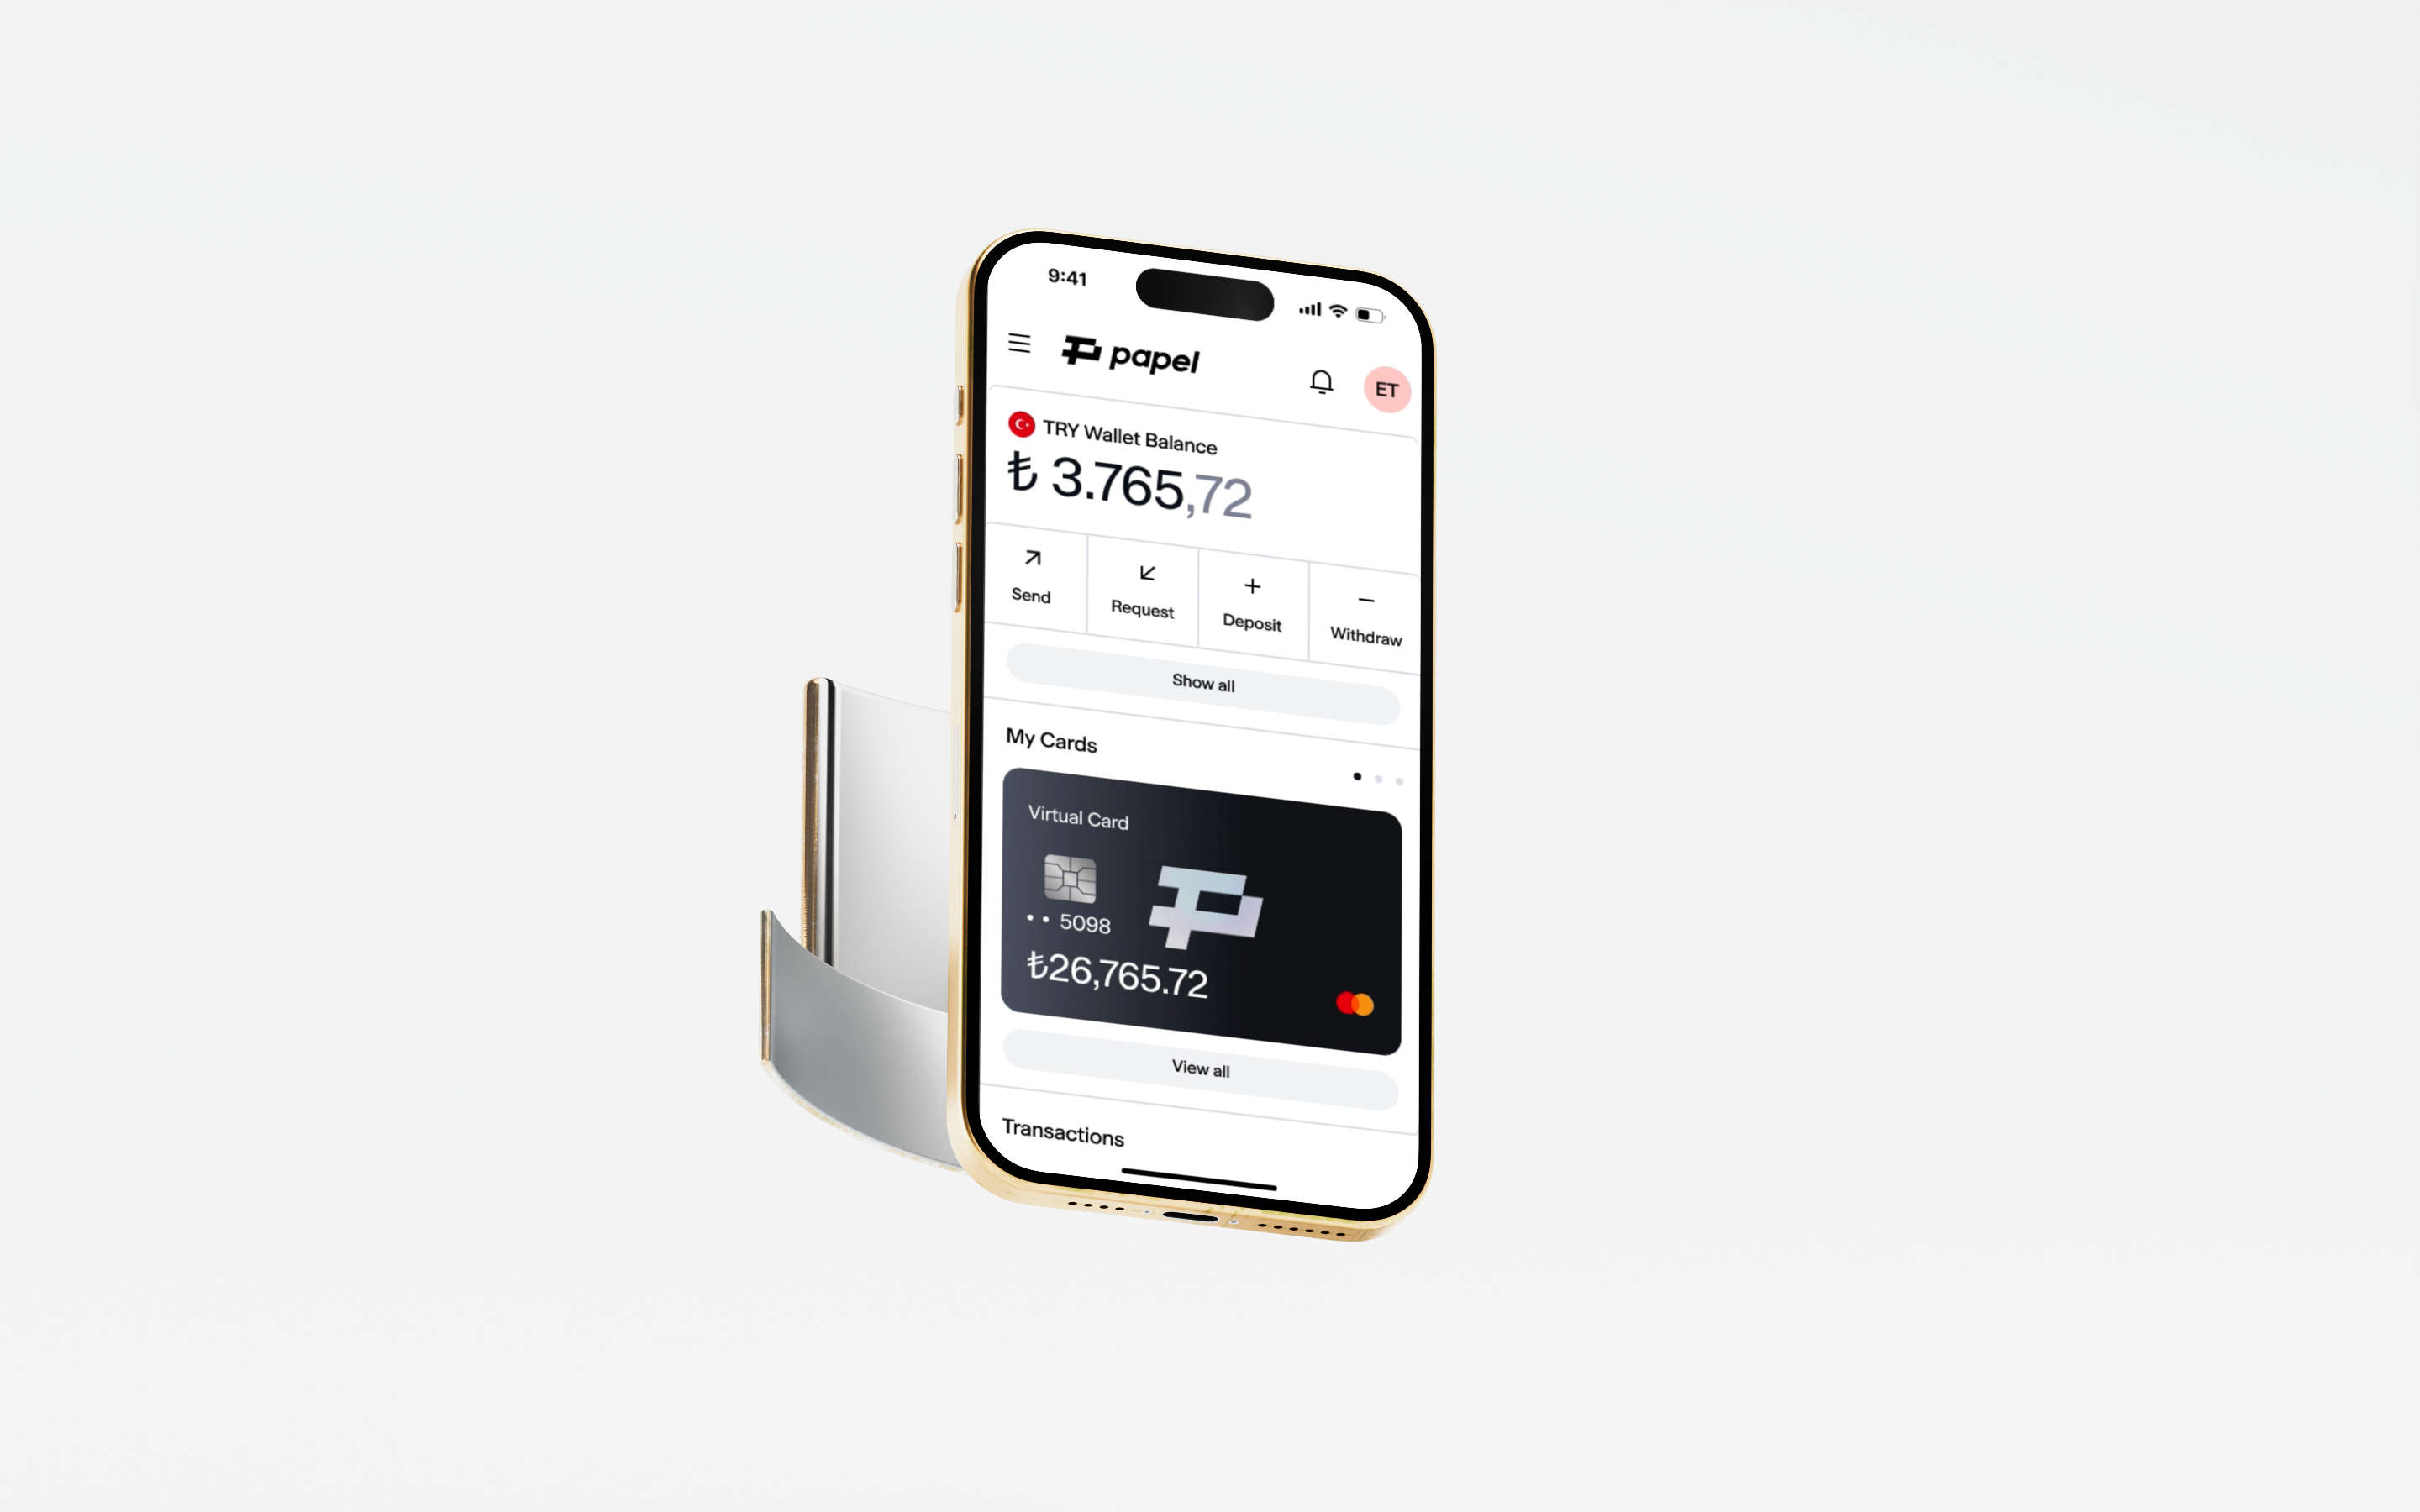 9:41
papel
ET
TRY Wallet Balance
₺ 3.765,72
Send
Request
Deposit
Withdraw
Show all
My Cards
Virtual Card
•• 5098
₺26,765.72
View all
Transactions